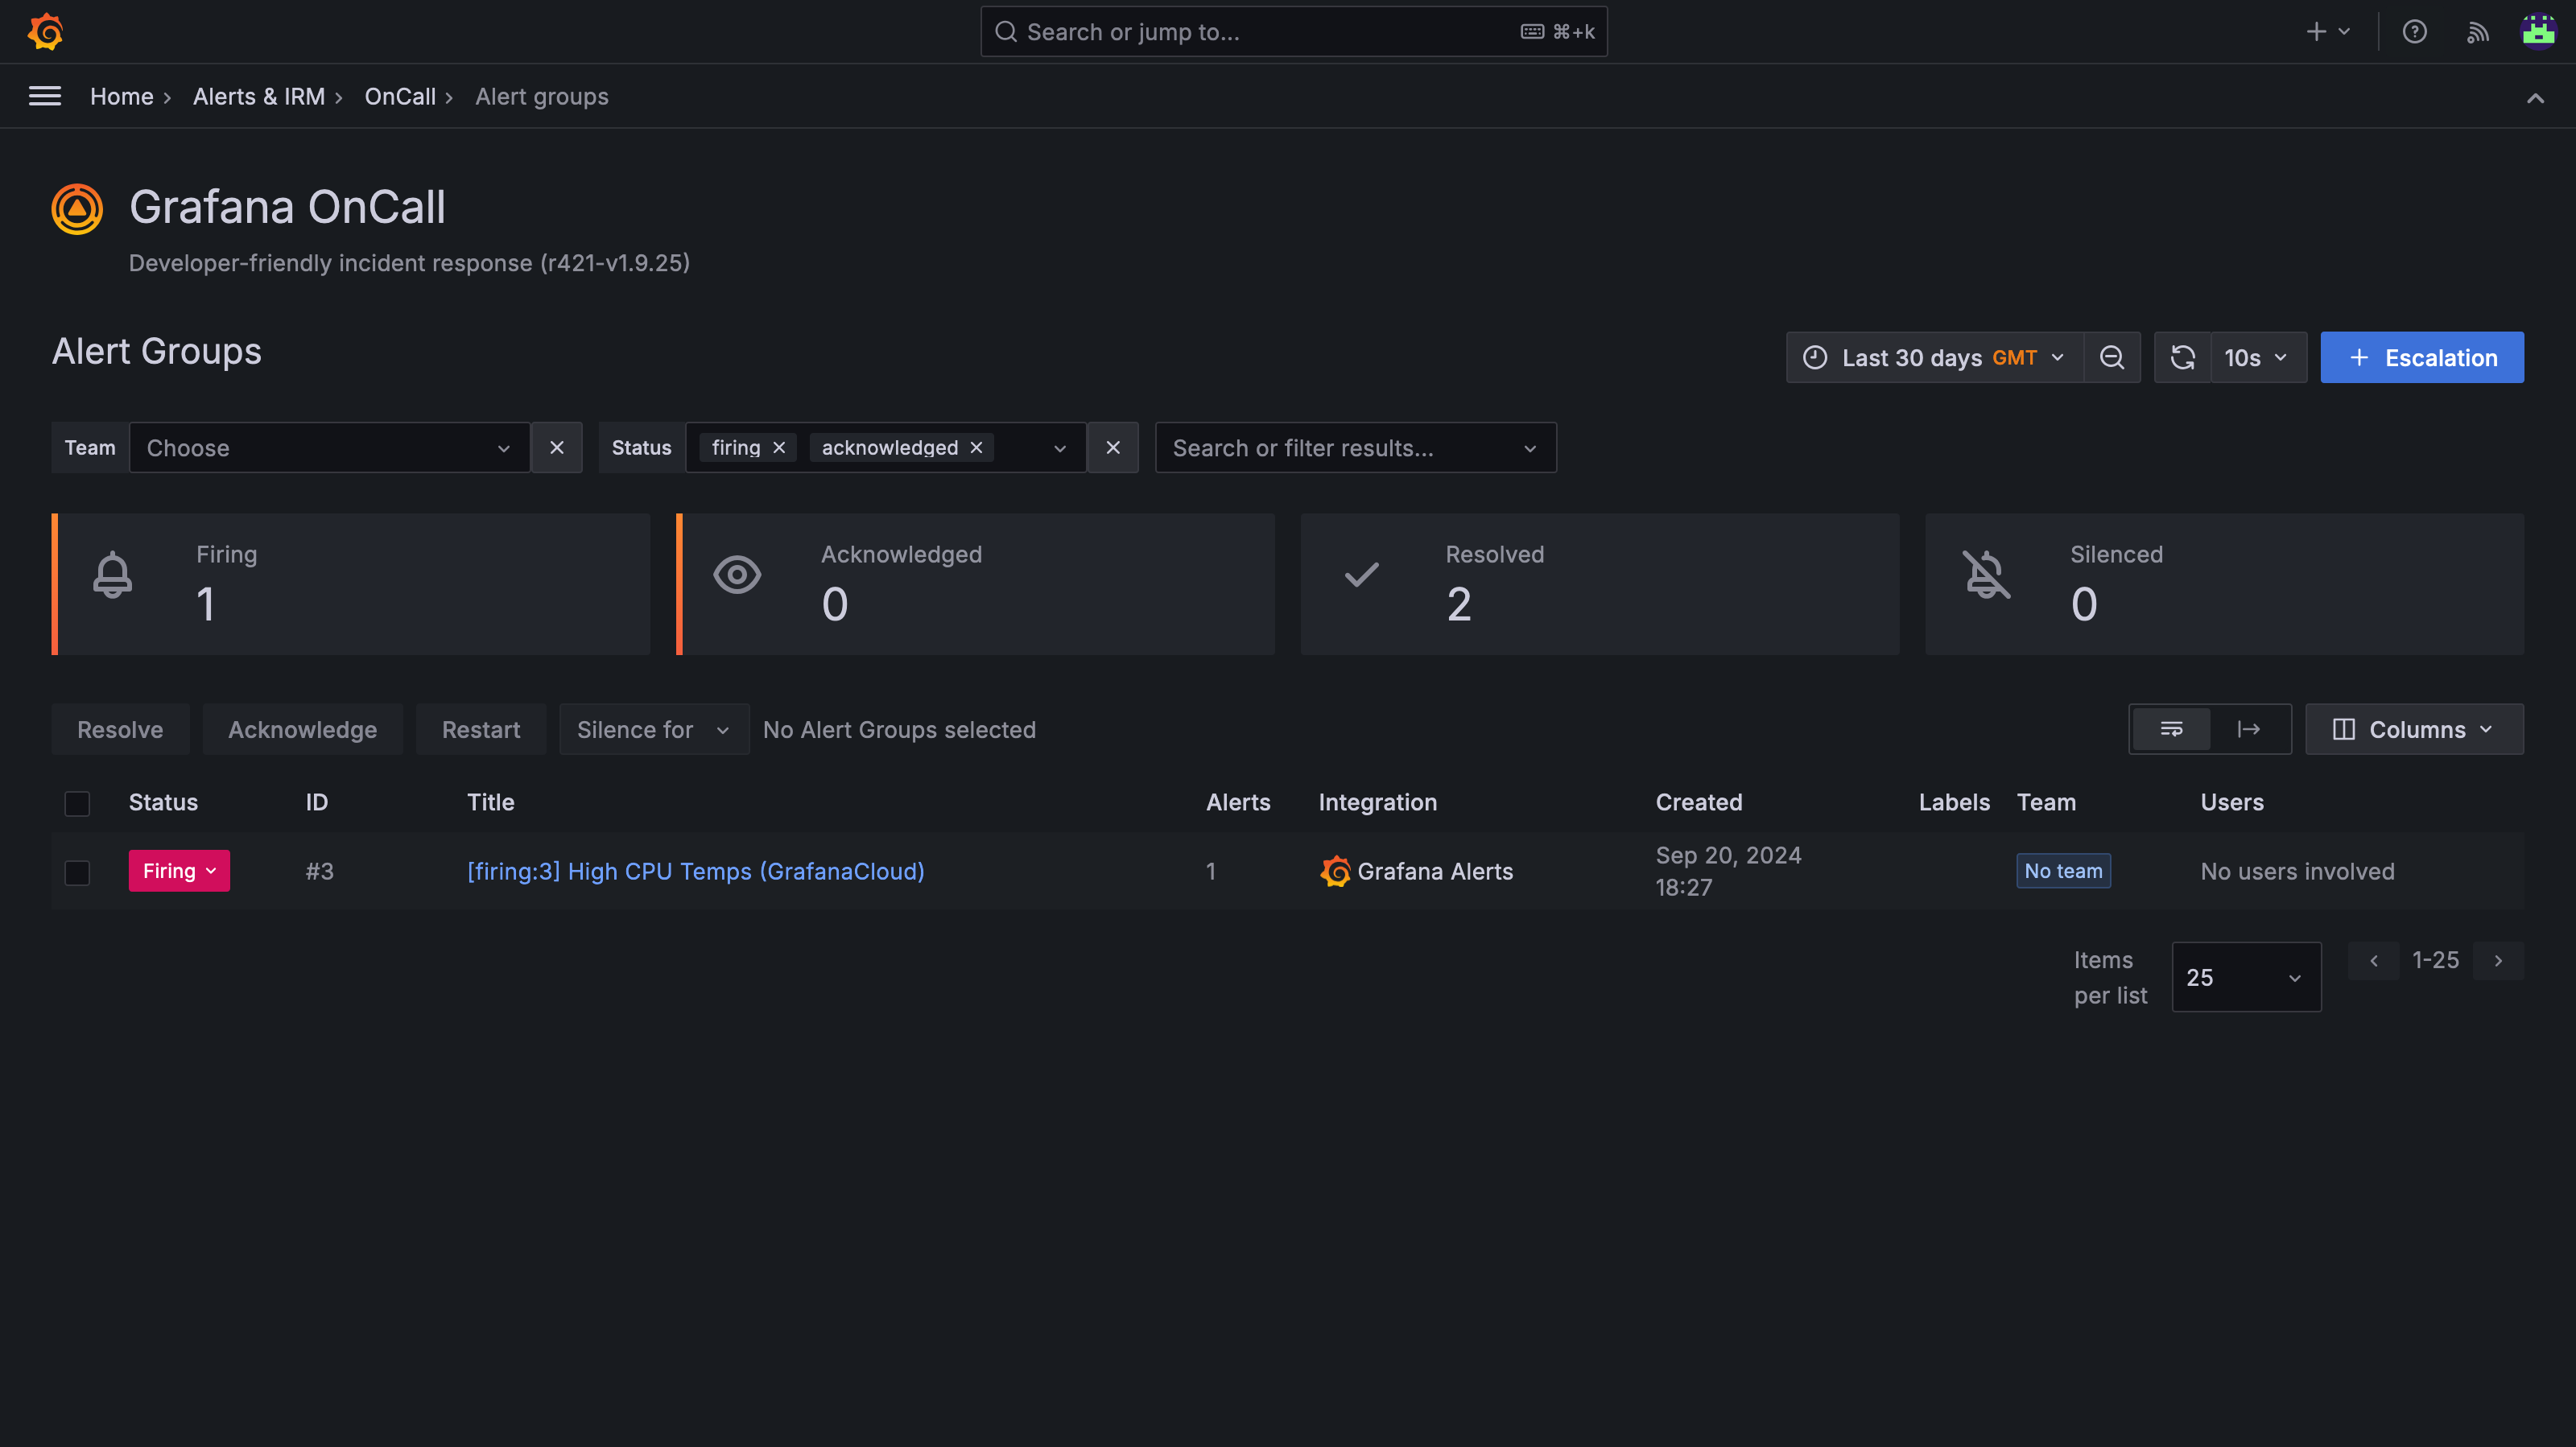 Search or jump to... ⌘+k
Home › Alerts & IRM › OnCall › Alert groups
Grafana OnCall
Developer-friendly incident response (r421-v1.9.25)
Alert Groups
Last 30 days GMT
10s
+ Escalation
Team Choose
Status firing × acknowledged ×
Search or filter results...
Firing
1
Acknowledged
0
Resolved
2
Silenced
0
Resolve Acknowledge Restart Silence for No Alert Groups selected
Columns
Status ID Title Alerts Integration Created Labels Team Users
Firing #3 [firing:3] High CPU Temps (GrafanaCloud) 1 Grafana Alerts Sep 20, 2024
18:27
No team No users involved
Items
per list
25
1-25